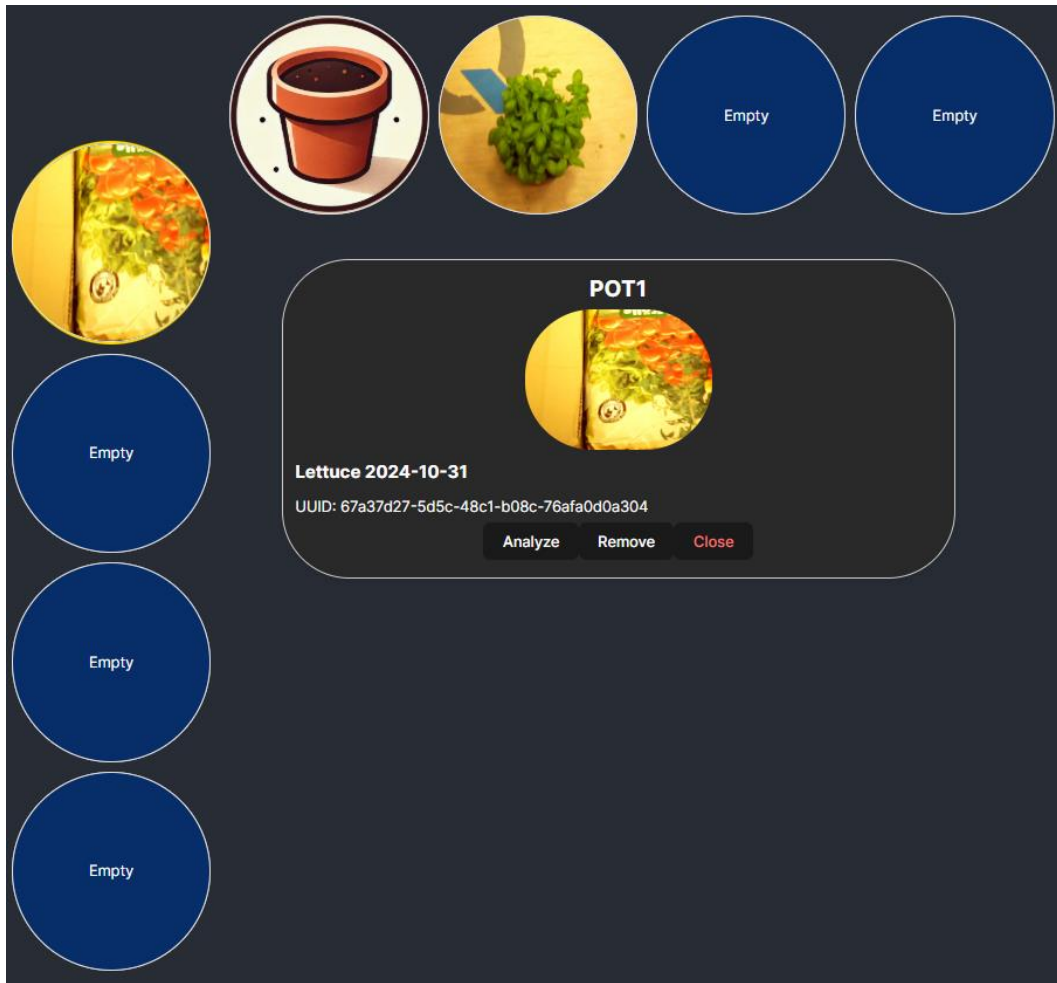 Empty
Empty
POT1
Lettuce 2024-10-31
UUID: 67a37d27-5d5c-48c1-b08c-76afa0d0a304
Analyze
Remove
Close
Empty
Empty
Empty